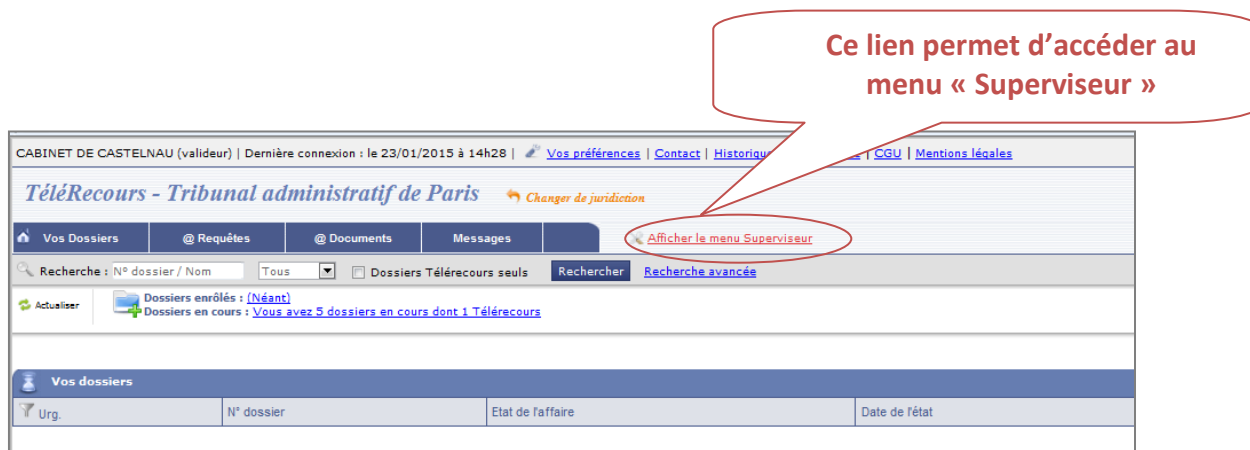 Ce lien permet d’accéder au
menu « Superviseur »
CABINET DE CASTELNAU (valideur) | Dernière connexion : le 23/01/2015 à 14h28 | Vos préférences | Contact | Historique | CGU | Mentions légales
TéléRecours - Tribunal administratif de Paris Changer de juridiction
Vos Dossiers @ Requêtes @ Documents Messages Afficher le menu Superviseur
Recherche : N° dossier / Nom Tous Dossiers Télérecours seuls Rechercher Recherche avancée
Actualiser Dossiers enrôlés : (Néant)
Dossiers en cours : Vous avez 5 dossiers en cours dont 1 Télérecours
Vos dossiers
Urg. N° dossier Etat de l'affaire Date de l'état